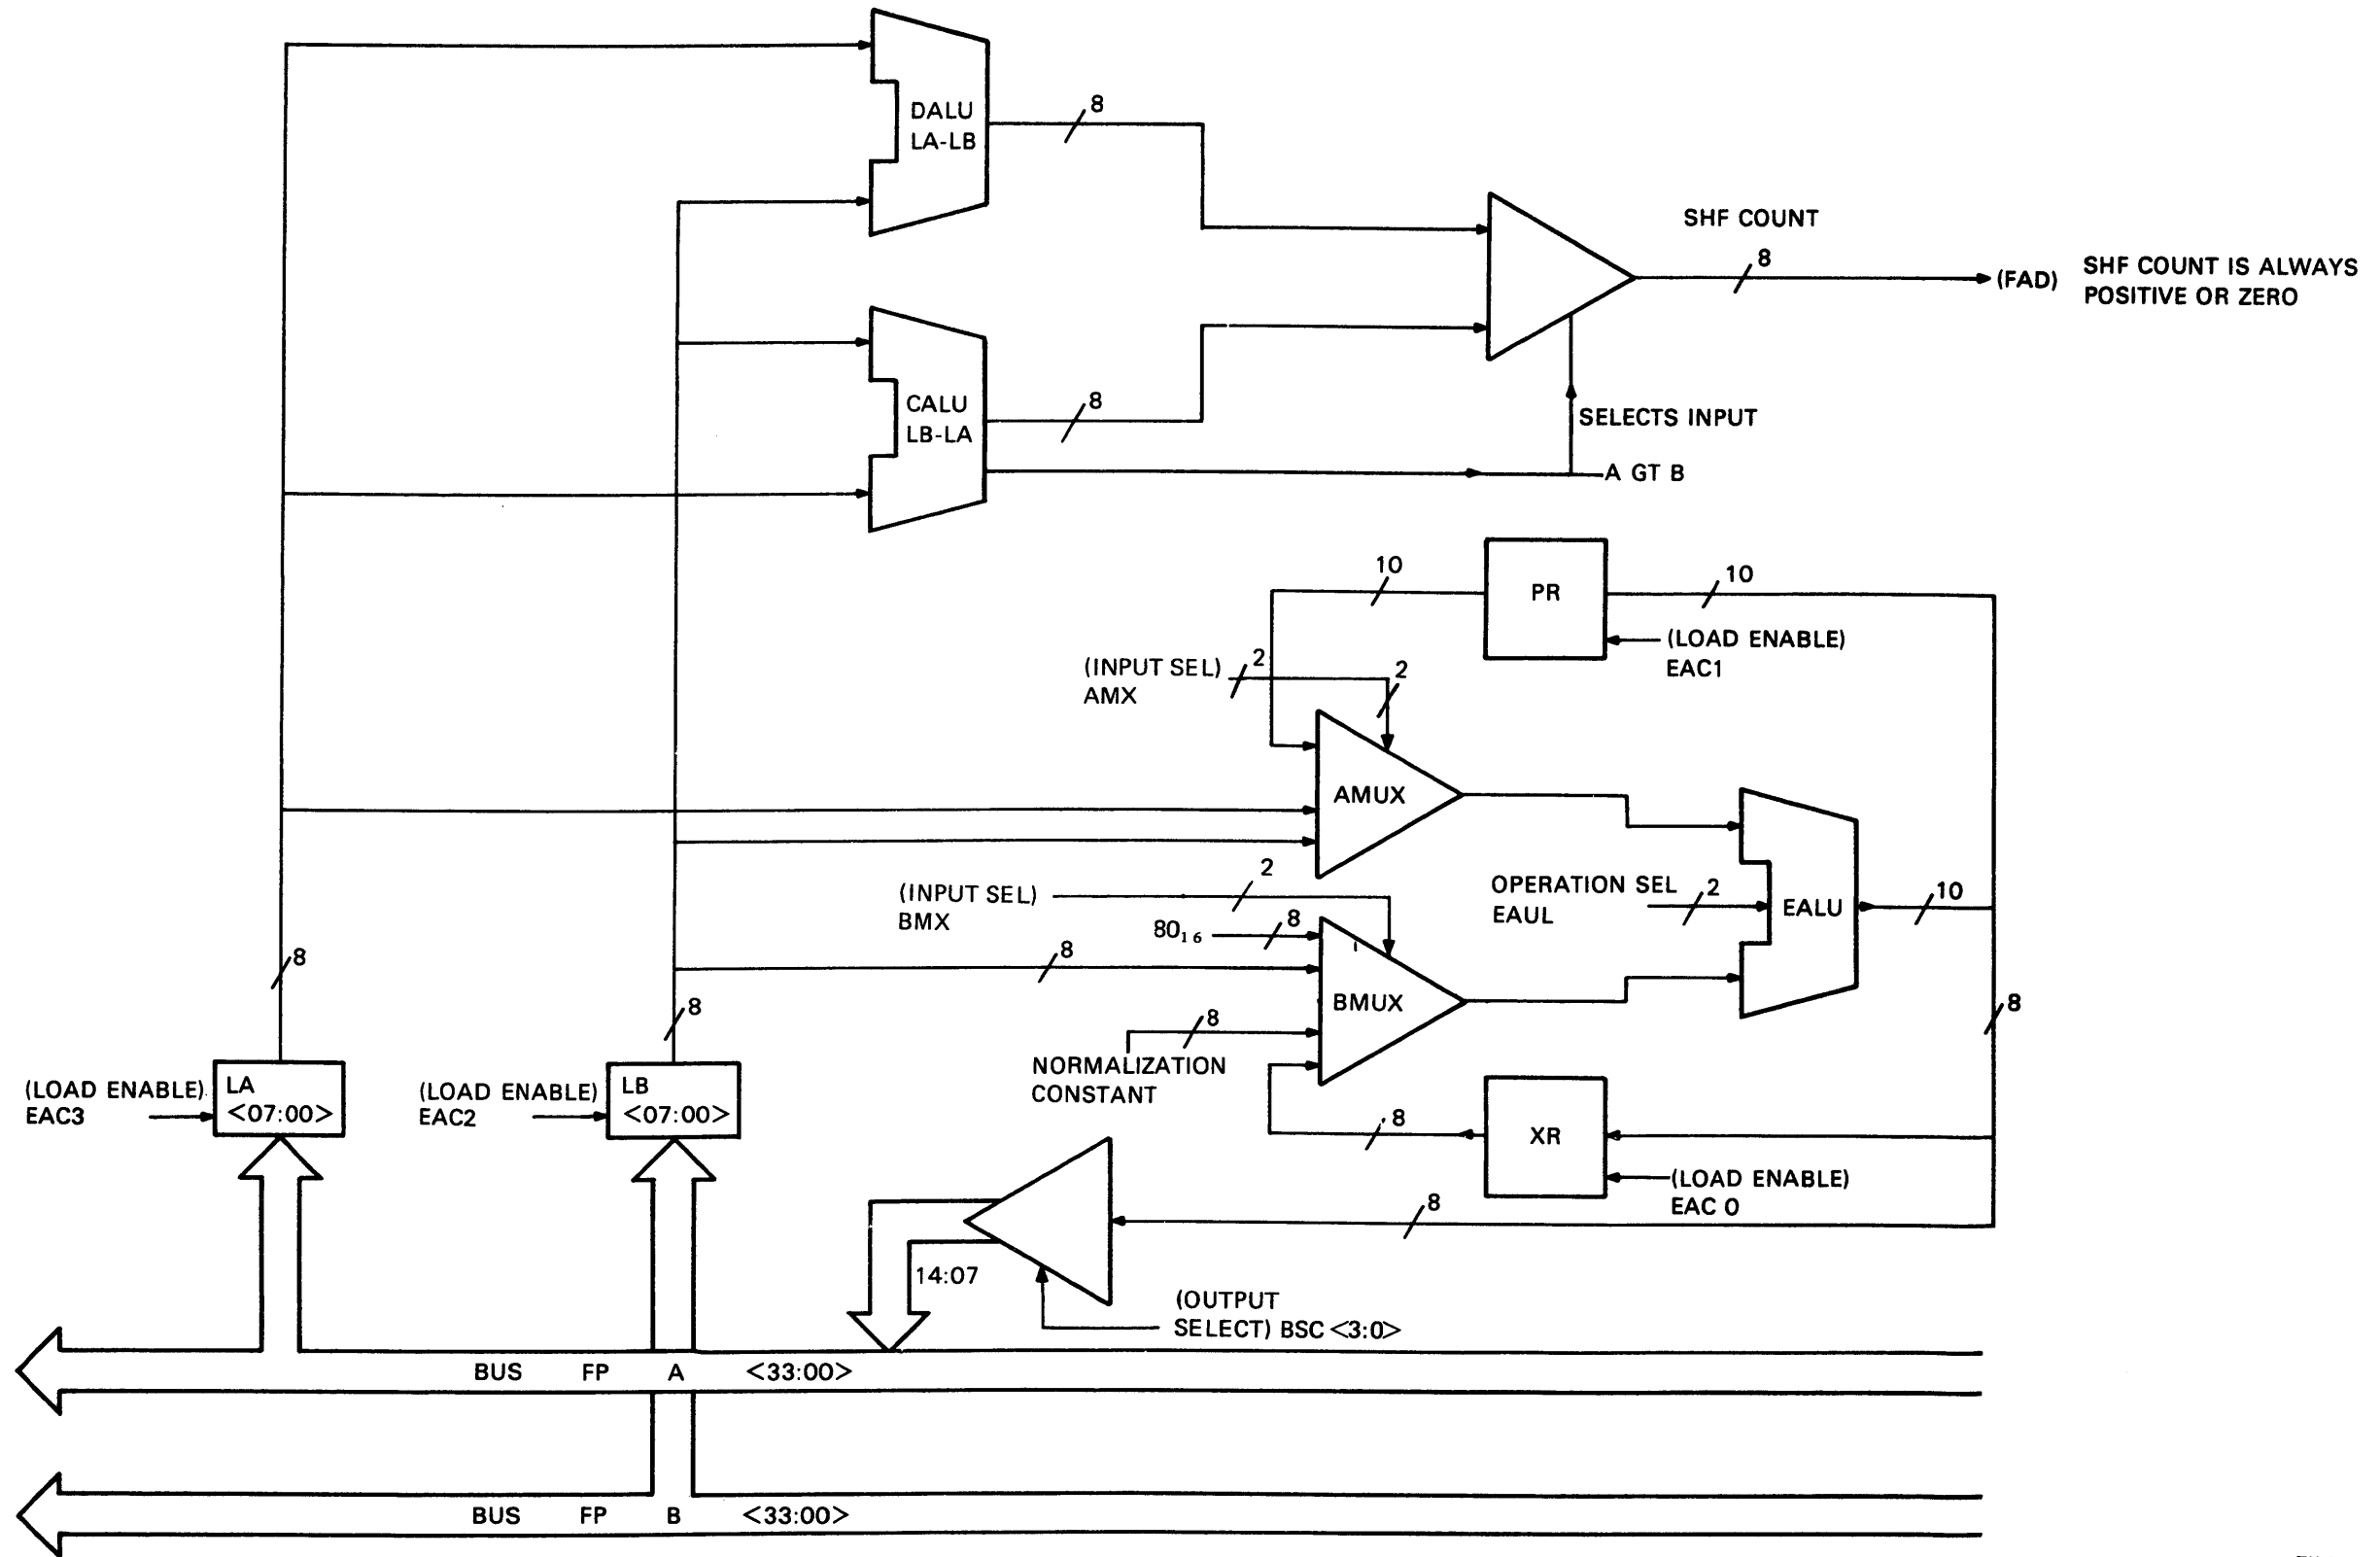 DALU
LA-LB
8
SHF COUNT
8
(FAD)
SHF COUNT IS ALWAYS
POSITIVE OR ZERO
CALU
LB-LA
8
SELECTS INPUT
A GT B
10
PR
10
(LOAD ENABLE)
EAC1
(INPUT SEL)
AMX
2
2
AMUX
(INPUT SEL)
BMX
2
OPERATION SEL
EAUL
2
EALU
10
80₁₆
8
8
BMUX
8
8
8
8
NORMALIZATION
CONSTANT
(LOAD ENABLE)
EAC3
LA
<07:00>
(LOAD ENABLE)
EAC2
LB
<07:00>
8
XR
(LOAD ENABLE)
EAC 0
8
14:07
(OUTPUT
SELECT) BSC <3:0>
BUS FP A <33:00>
BUS FP B <33:00>